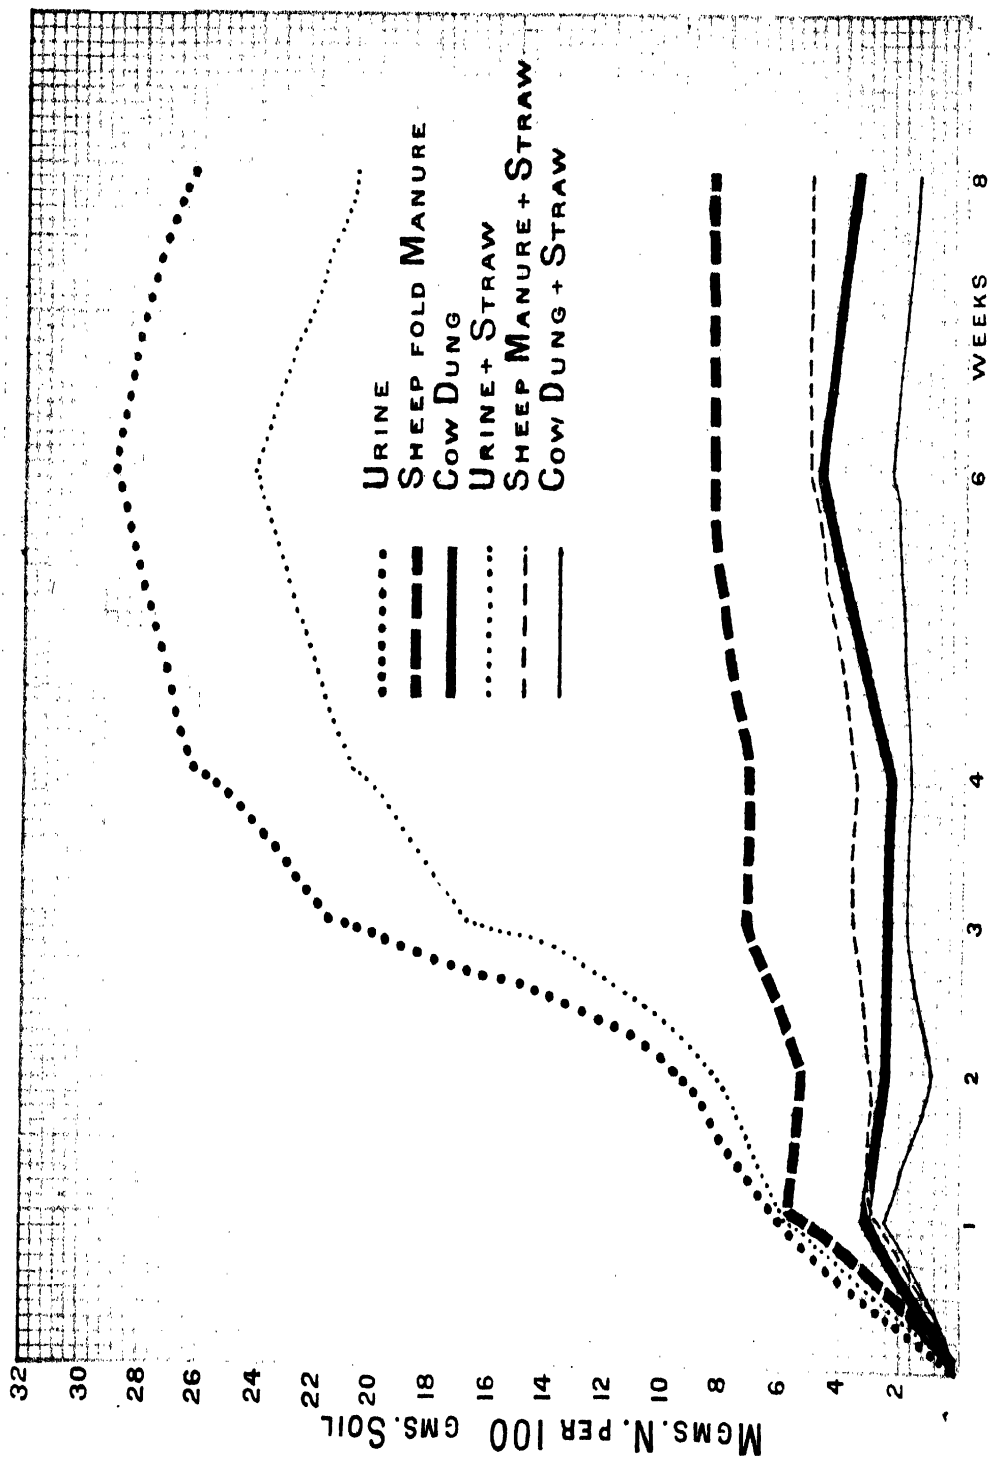 32
30
28
26
24
22
20
18
16
14
12
10
8
6
4
2
MGMS. N. PER 100 GMS. SOIL
URINE
SHEEP FOLD MANURE
COW DUNG
URINE + STRAW
SHEEP MANURE + STRAW
COW DUNG + STRAW
1
2
3
4
6
8
WEEKS